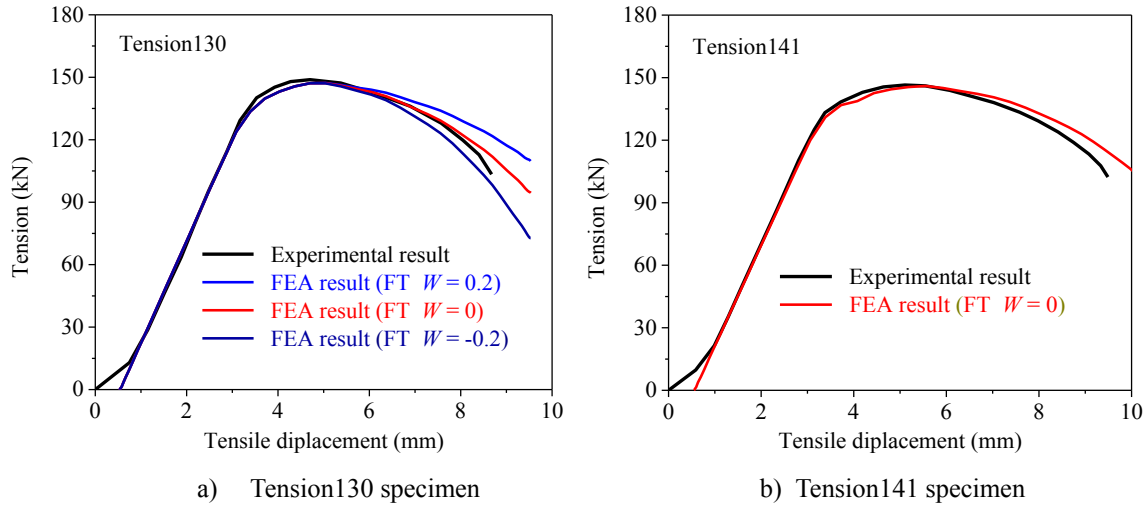 180
150
120
90
60
30
0
Tension (kN)
Tension130
Experimental result
FEA result (FT W = 0.2)
FEA result (FT W = 0)
FEA result (FT W = -0.2)
0 2 4 6 8 10
Tensile diplacement (mm)
a) Tension130 specimen
180
150
120
90
60
30
0
Tension (kN)
Tension141
Experimental result
FEA result (FT W = 0)
0 2 4 6 8 10
Tensile diplacement (mm)
b) Tension141 specimen